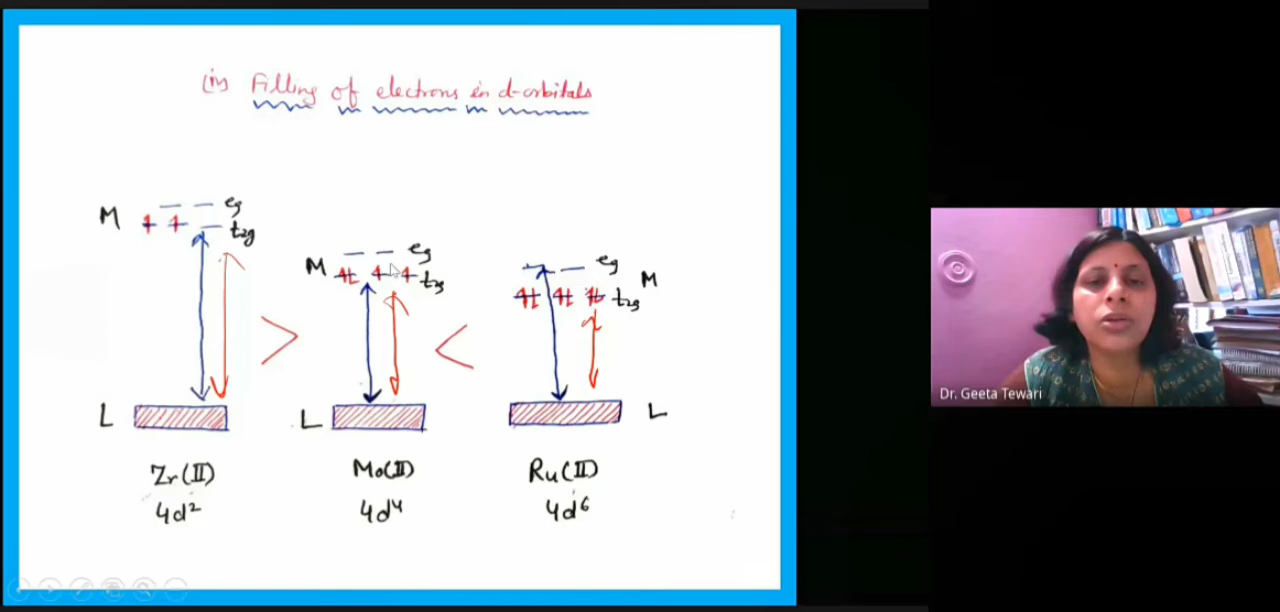 (iv) Filling of electrons in d-orbitals
eg
M
t2g
eg
M
t2g
eg
M
t2g
L
L
L
Zr(II)
Mo(II)
Ru(II)
4d²
4d⁴
4d⁶
Dr. Geeta Tewari